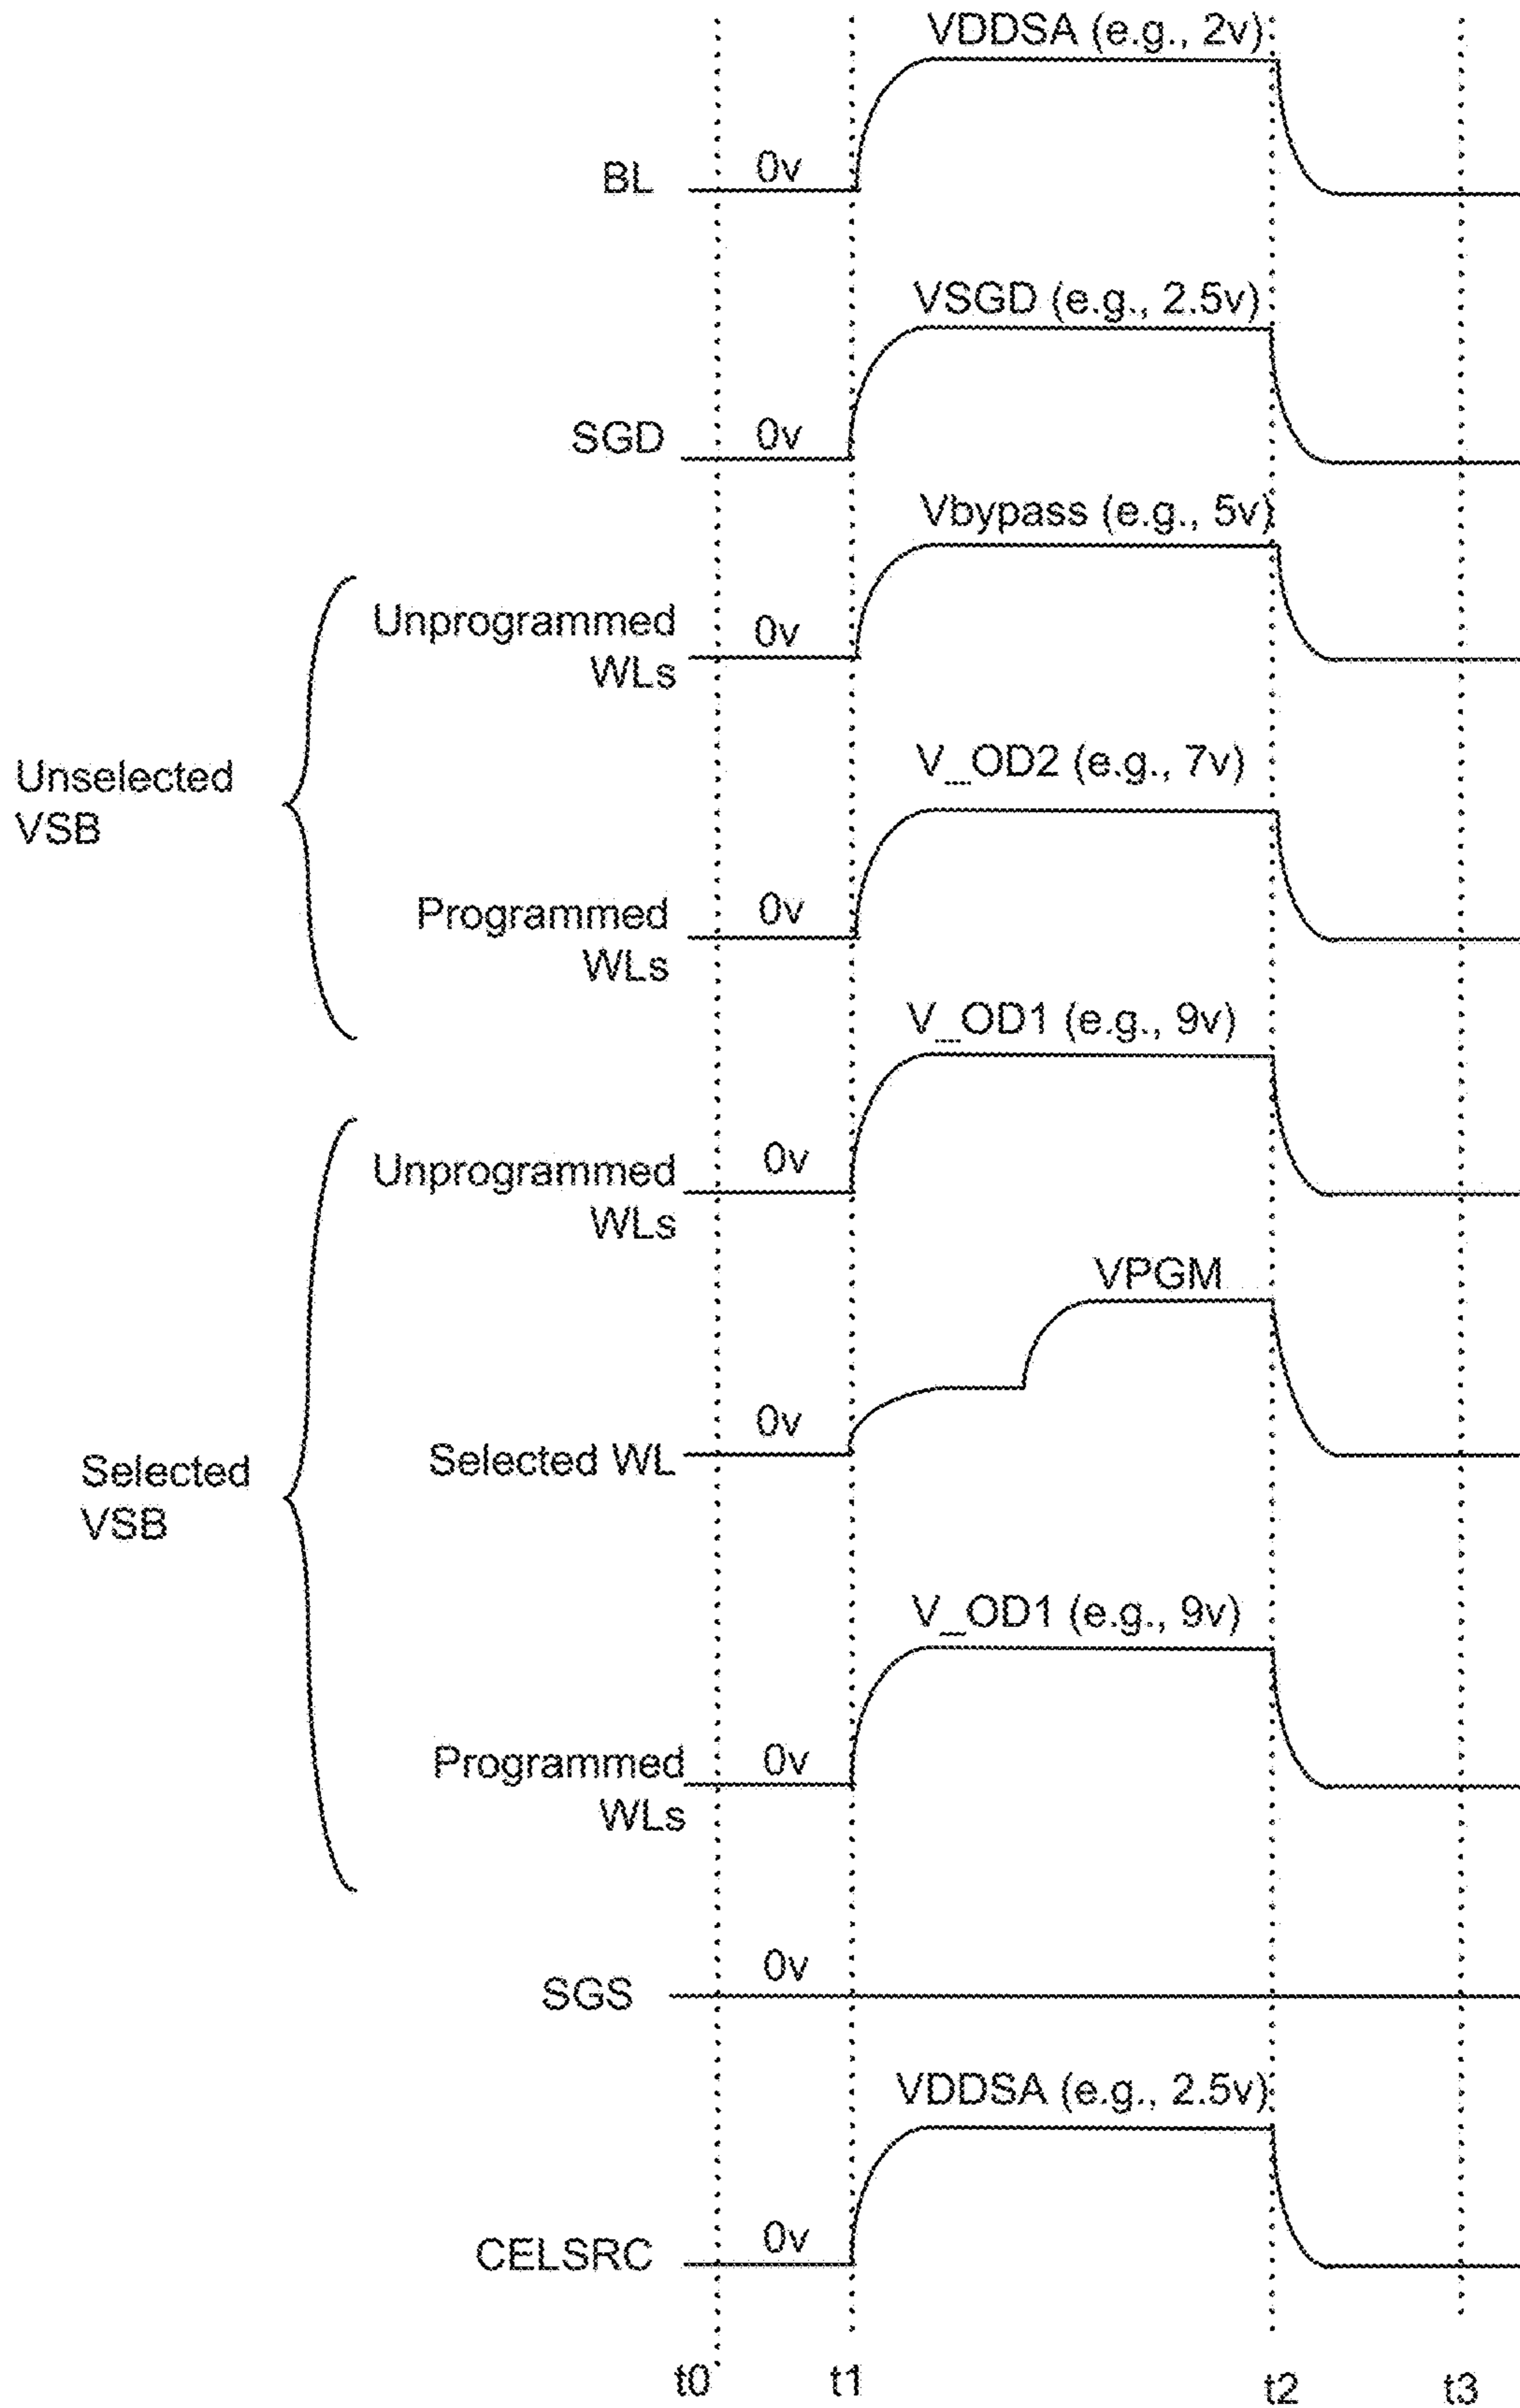 VDDSA (e.g., 2v)
BL
0v
VSGD (e.g., 2.5v)
SGD
0v
Vbypass (e.g., 5v)
Unprogrammed
WLs
0v
Unselected
VSB
V_OD2 (e.g., 7v)
Programmed
WLs
0v
V_OD1 (e.g., 9v)
Unprogrammed
WLs
0v
VPGM
Selected WL
0v
Selected
VSB
V_OD1 (e.g., 9v)
Programmed
WLs
0v
SGS
0v
VDDSA (e.g., 2.5v)
CELSRC
0v
t0
t1
t2
t3